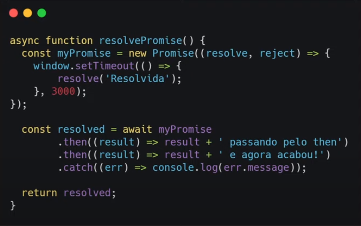 async function resolvePromise() {
  const myPromise = new Promise((resolve, reject) => {
    window.setTimeout(() => {
        resolve('Resolvida');
    }, 3000);
});

  const resolved = await myPromise
        .then((result) => result + ' passando pelo then')
        .then((result) => result + ' e agora acabou!')
        .catch((err) => console.log(err.message));

  return resolved;
}